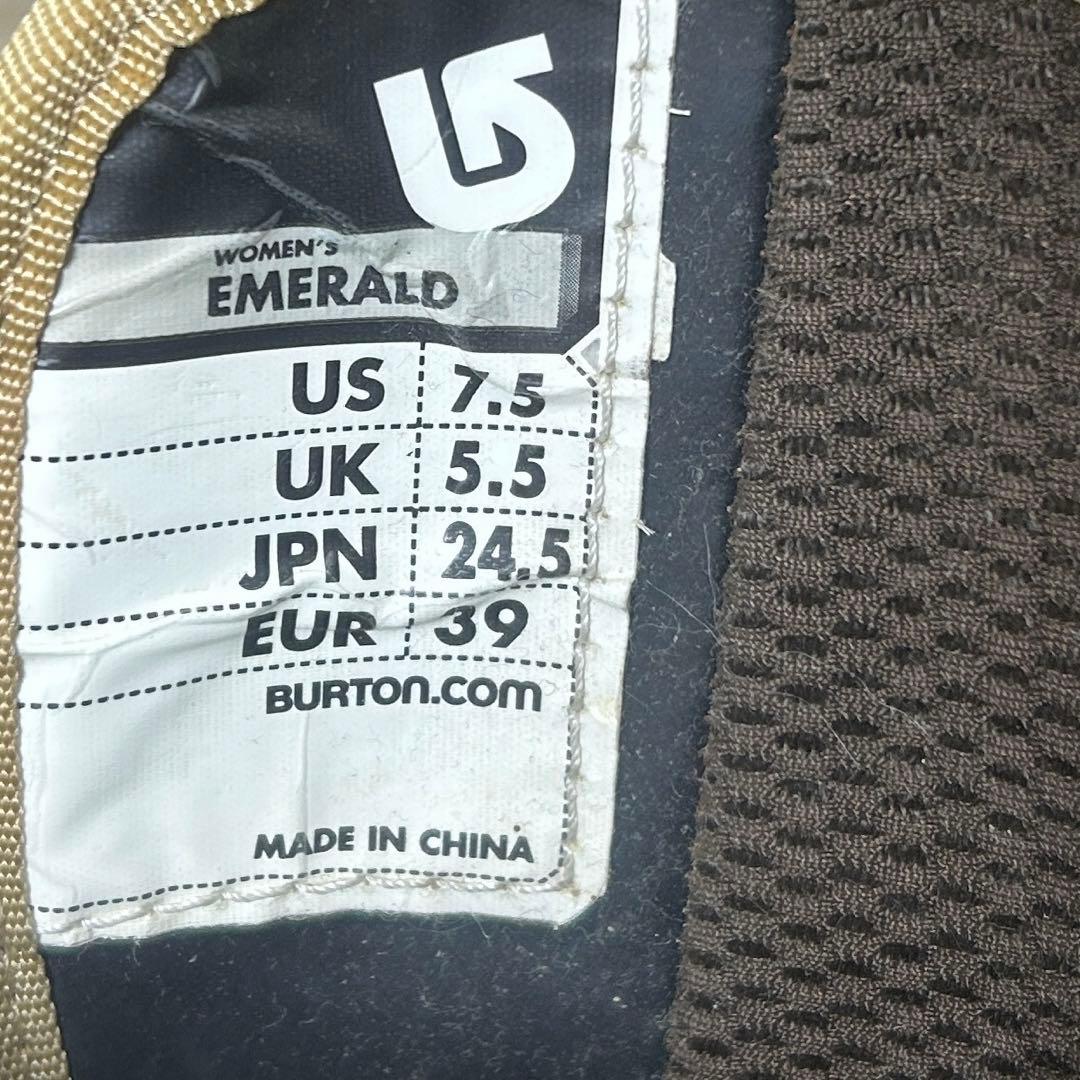 WOMEN'S
EMERALD
US 7.5
UK 5.5
JPN 24.5
EUR 39
BURTON.COM
MADE IN CHINA